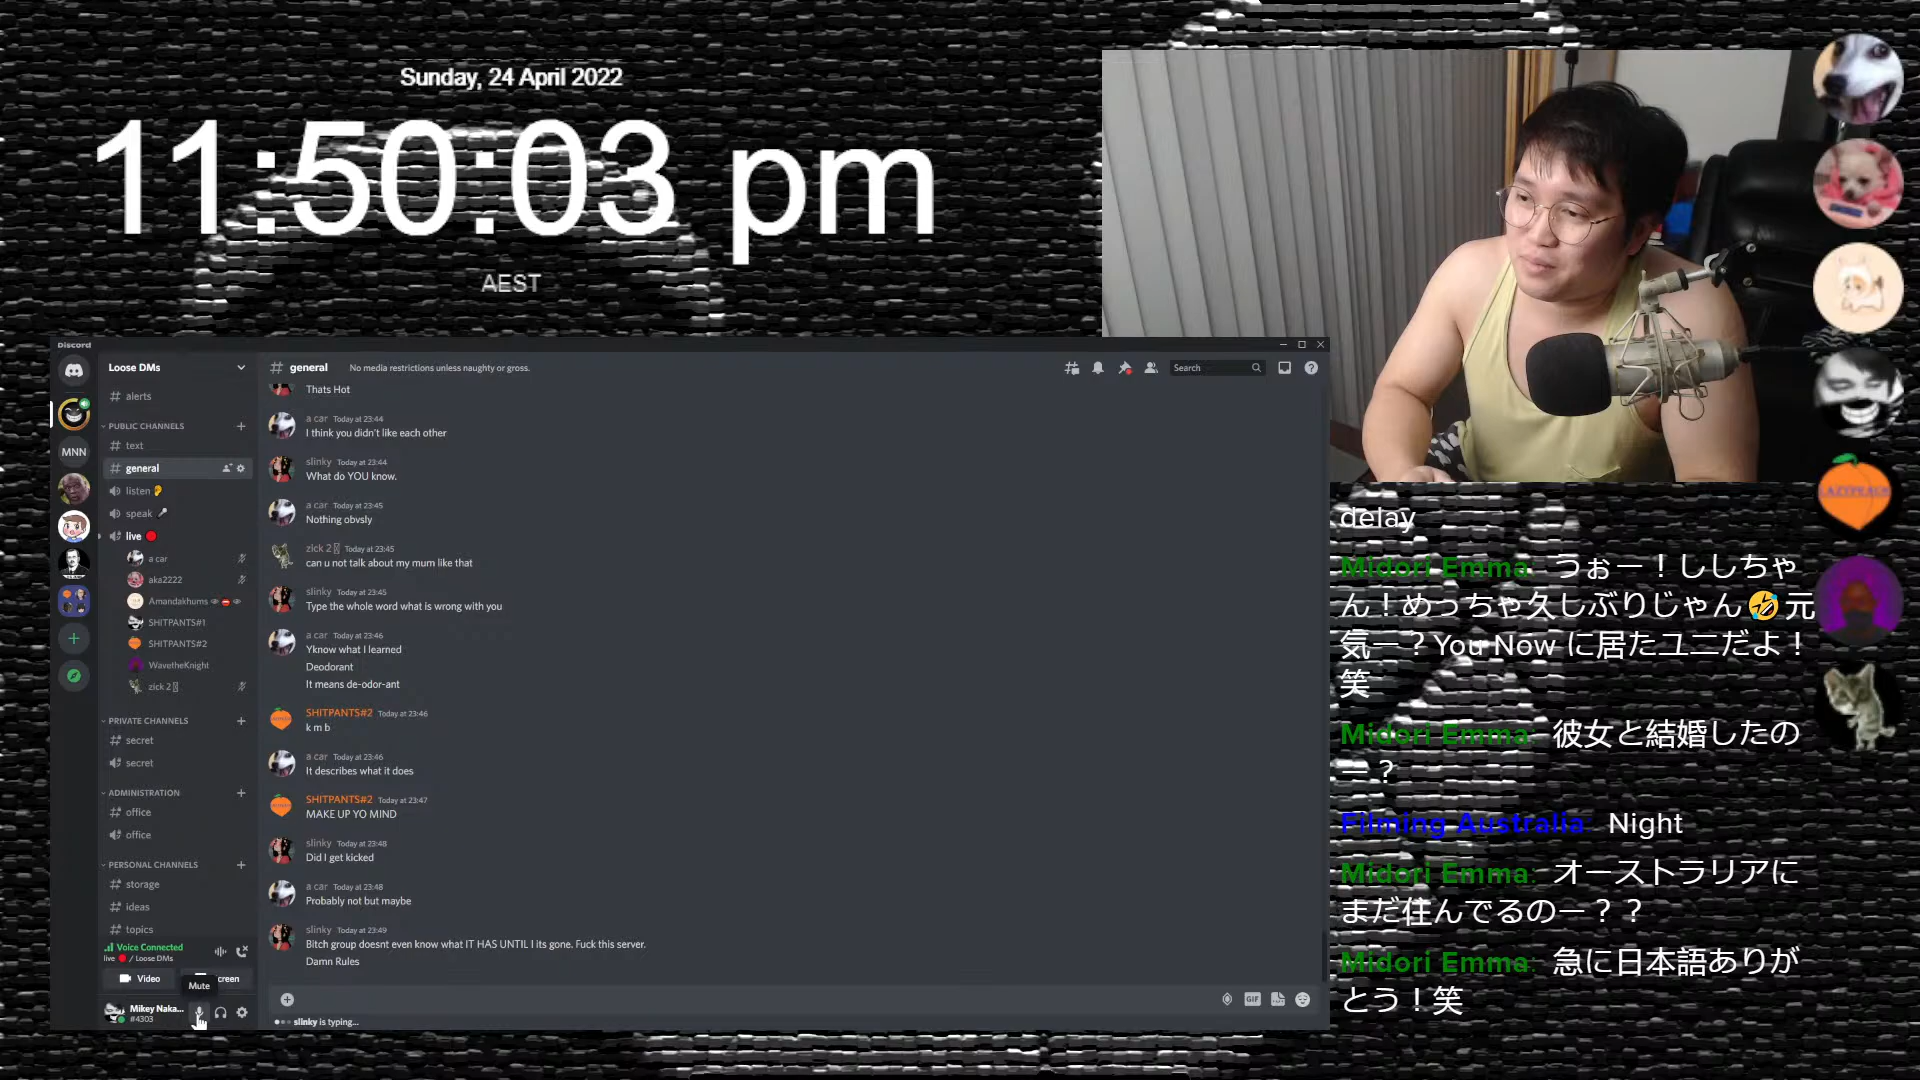 Sunday, 24 April 2022
11:50:03 pm
AEST
Discord
Loose DMs
general
No media restrictions unless naughty or gross.
Search
MNN
alerts
PUBLIC CHANNELS
text
general
listen 👂
speak 🎤
live 🔴
a car
aka2222
Amandakhums
SHITPANTS#1
SHITPANTS#2
WavetheKnight
zick 2
PRIVATE CHANNELS
secret
secret
ADMINISTRATION
office
office
PERSONAL CHANNELS
storage
ideas
topics
Voice Connected
live 🔴 / Loose DMs
Video
creen
Mute
Mikey Naka...
#4303
Thats Hot
a car Today at 23:44
I think you didn't like each other
slinky Today at 23:44
What do YOU know.
a car Today at 23:45
Nothing obvsly
zick 2 Today at 23:45
can u not talk about my mum like that
slinky Today at 23:45
Type the whole word what is wrong with you
a car Today at 23:46
Yknow what I learned
Deodorant
It means de-odor-ant
SHITPANTS#2 Today at 23:46
k m b
a car Today at 23:46
It describes what it does
SHITPANTS#2 Today at 23:47
MAKE UP YO MIND
slinky Today at 23:48
Did I get kicked
a car Today at 23:48
Probably not but maybe
slinky Today at 23:49
Bitch group doesnt even know what IT HAS UNTIL I its gone. Fuck this server.
Damn Rules
GIF
slinky is typing...
delay
Midori Emma: うぉー！ししちゃ
ん！めっちゃ久しぶりじゃん🤣元
気ー？You Now に居たユニだよ！
笑
Midori Emma: 彼女と結婚したの
ー？
Filming Australia: Night
Midori Emma: オーストラリアに
まだ住んでるのー？？
Midori Emma: 急に日本語ありが
とう！笑
LAZYPEACH